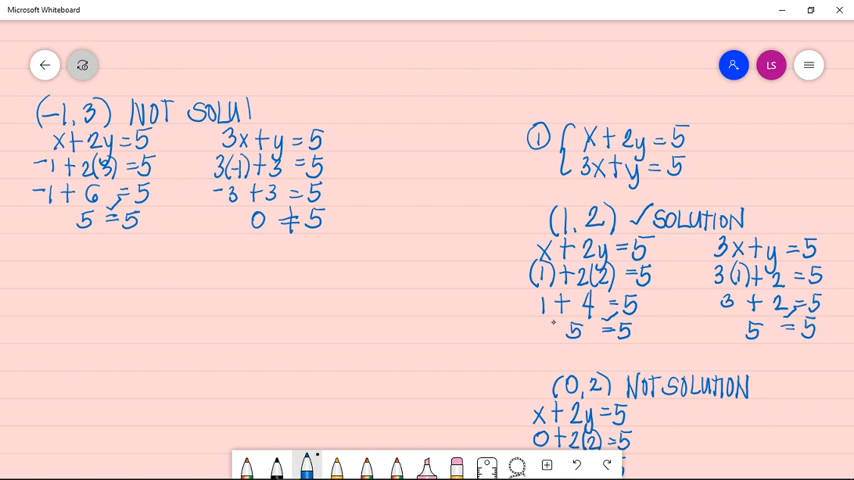 Microsoft Whiteboard
LS
(-1, 3) NOT SOLU
x+2y=5
-1+2(3)=5
-1+6=5
5=5
3x+y=5
3(-1)+3=5
-3+3=5
0≠5
① { x+2y=5
3x+y=5
(1, 2) ✓SOLUTION
x+2y=5
(1)+2(2)=5
1+4=5
5=5
3x+y=5
3(1)+2=5
3+2=5
5=5
(0,2) NOT SOLUTION
x+2y=5
0+2(2)=5